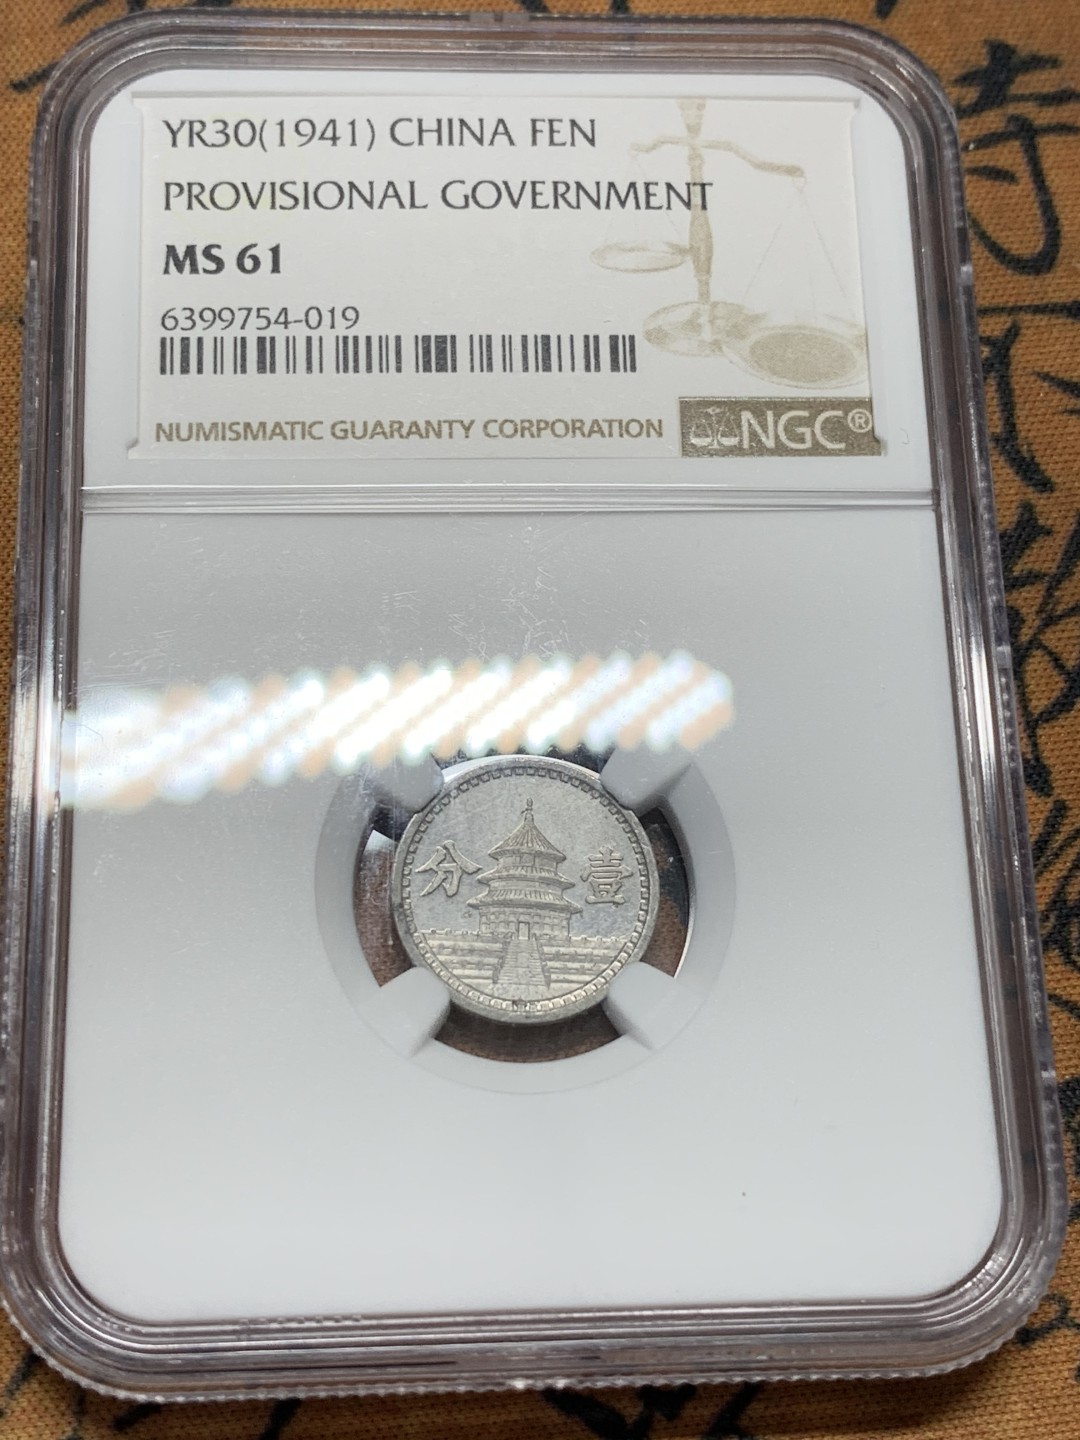 YR30(1941) CHINA FEN
PROVISIONAL GOVERNMENT
MS 61
6399754-019
NUMISMATIC GUARANTY CORPORATION NGC®
分 壹